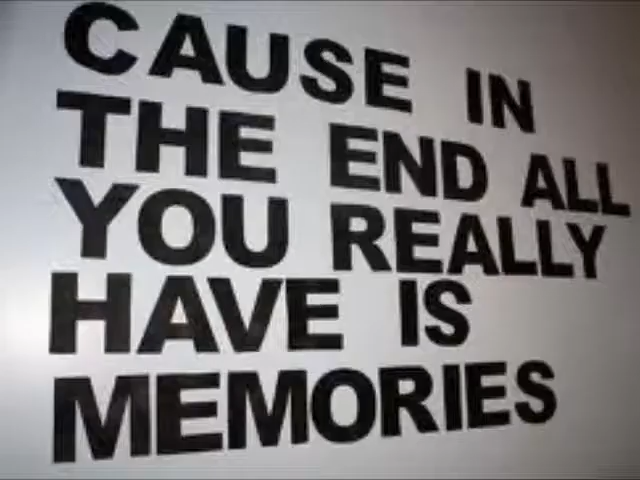 CAUSE IN
THE END ALL
YOU REALLY
HAVE IS
MEMORIES